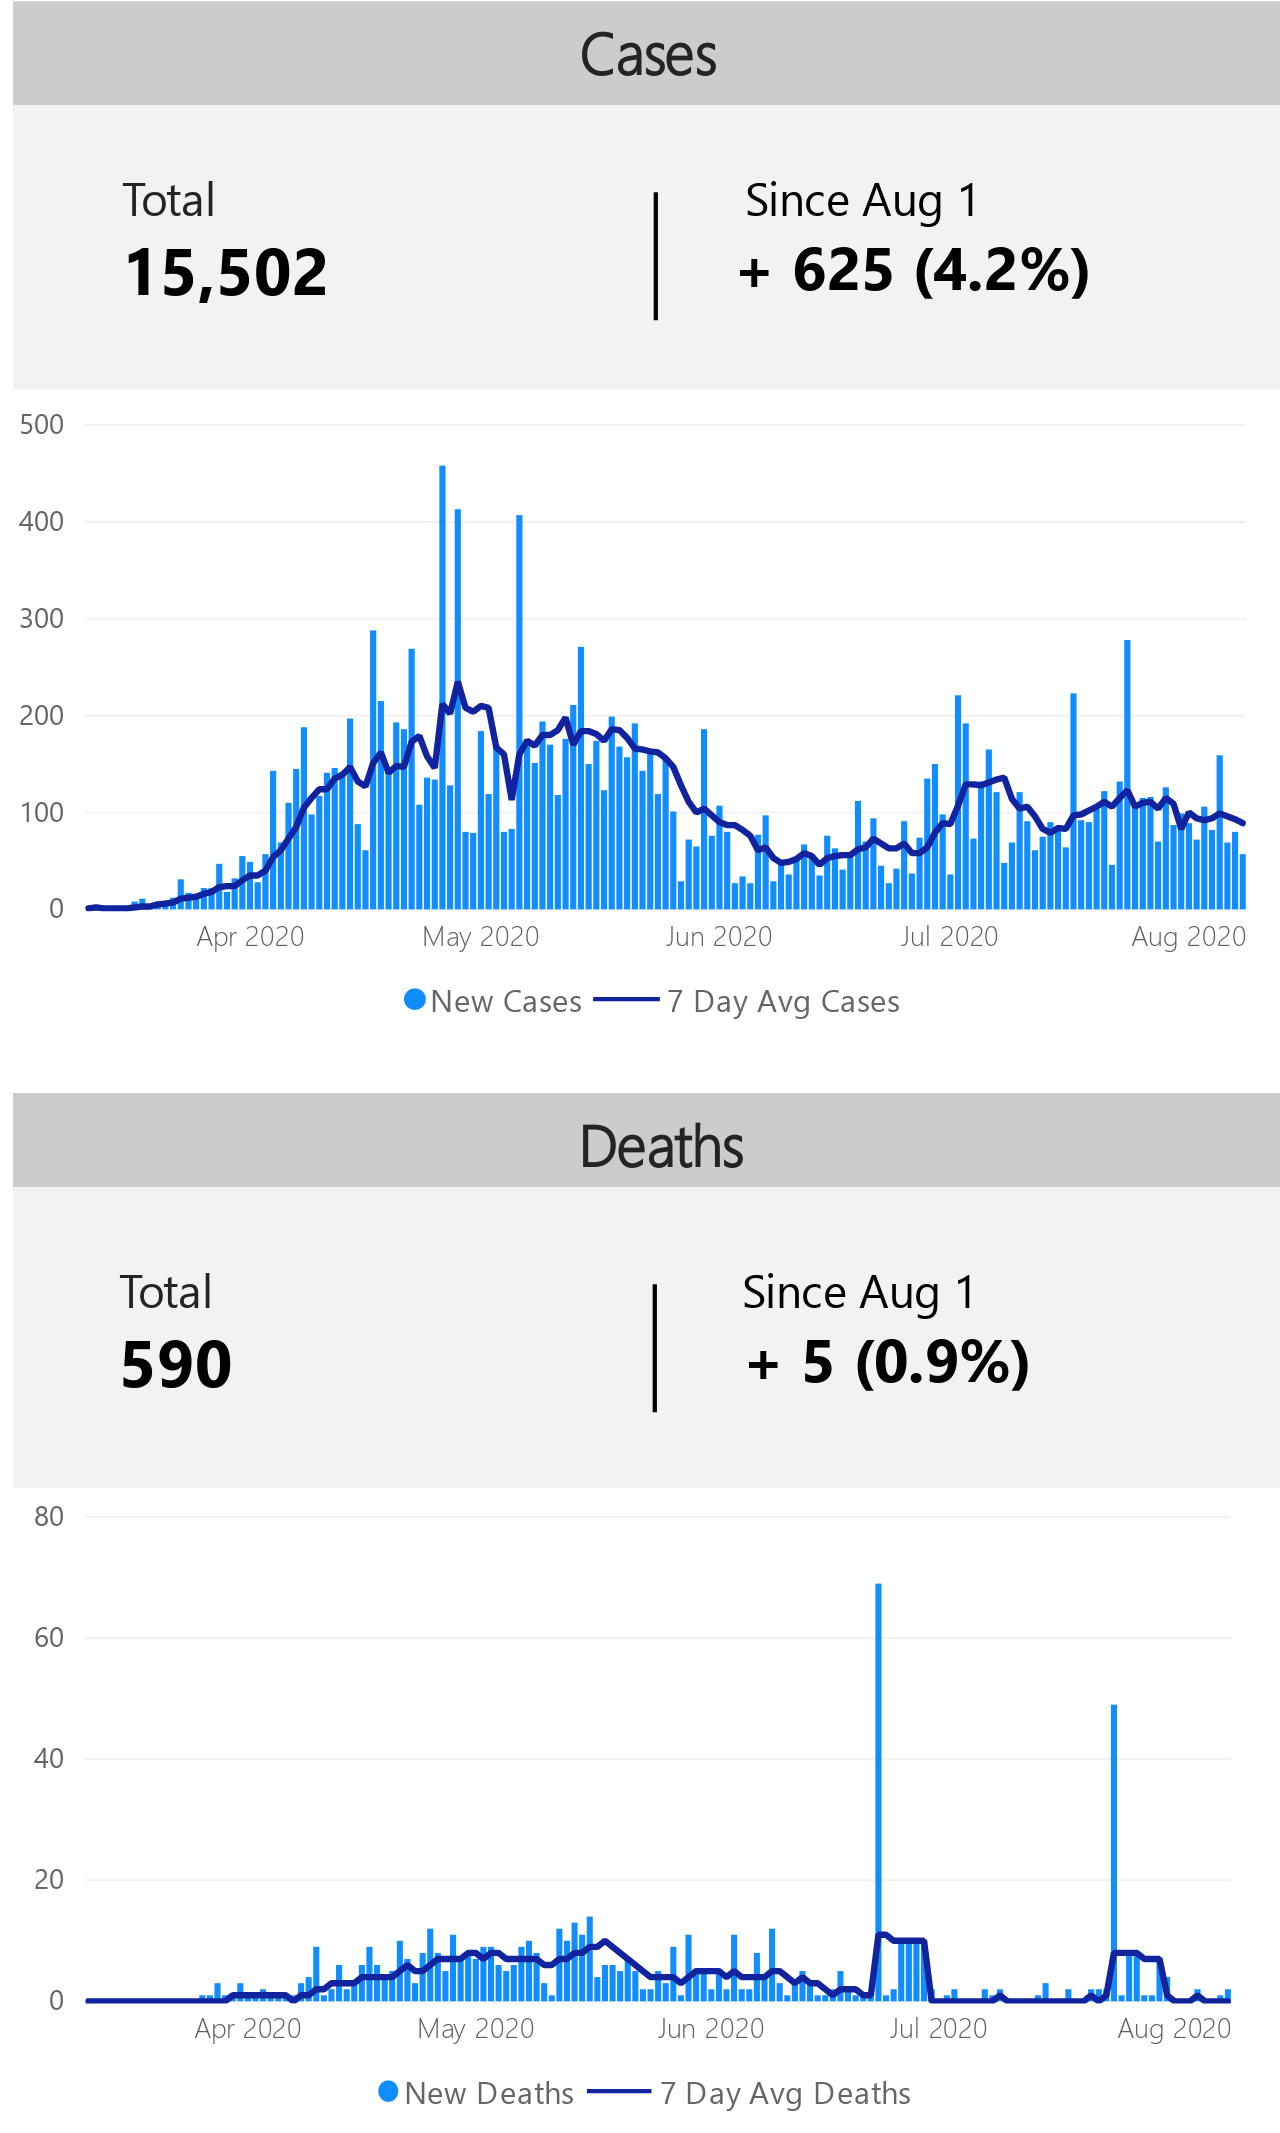 Cases
Total
Since Aug 1
15,502
+ 625 (4.2%)
500
400
300
200
100
0
Apr 2020 May 2020 Jun 2020 Jul 2020 Aug 2020
New Cases 7 Day Avg Cases
Deaths
Total
Since Aug 1
590
+ 5 (0.9%)
80
60
40
20
0
Apr 2020 May 2020 Jun 2020 Jul 2020 Aug 2020
New Deaths 7 Day Avg Deaths